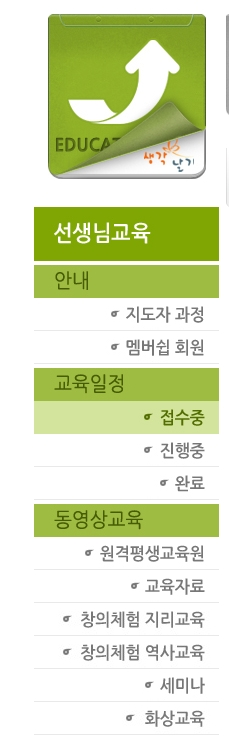 EDUCAT
생각
날기
선생님교육
안내
지도자 과정
멤버쉽 회원
교육일정
접수중
진행중
완료
동영상교육
원격평생교육원
교육자료
창의체험 지리교육
창의체험 역사교육
세미나
화상교육